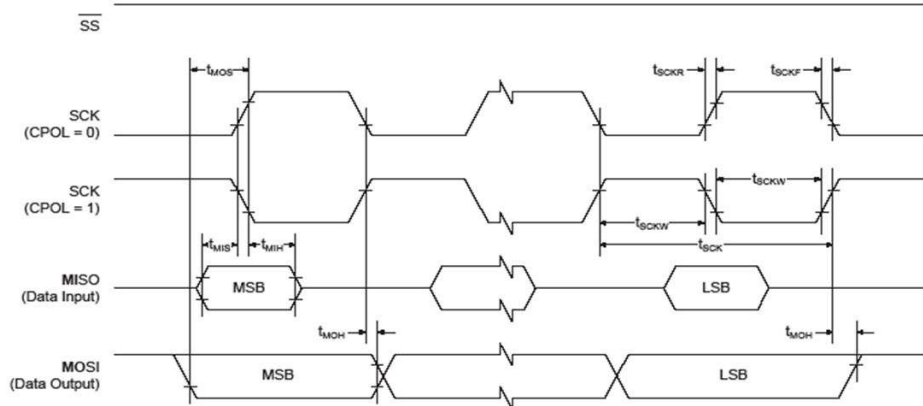 SS
tMOS
tSCKR
tSCKF
SCK
(CPOL = 0)
SCK
(CPOL = 1)
tSCKW
tSCKW
tSCK
tMIS
tMIH
MISO
(Data Input)
MSB
LSB
tMOH
tMOH
MOSI
(Data Output)
MSB
LSB